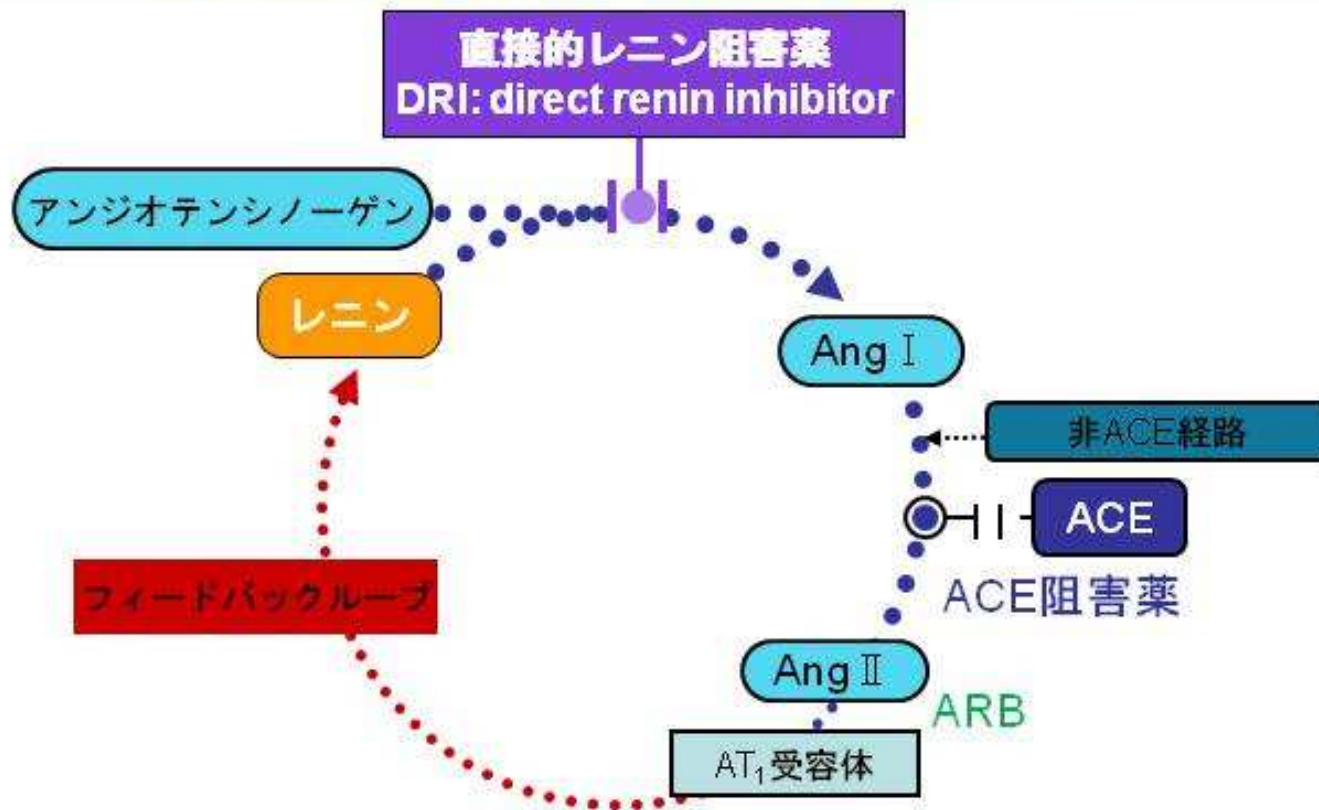 直接的レニン阻害薬
DRI: direct renin inhibitor
アンジオテンシノーゲン
レニン
Ang Ⅰ
非ACE経路
ACE
ACE阻害薬
フィードバックループ
Ang Ⅱ
ARB
AT₁受容体